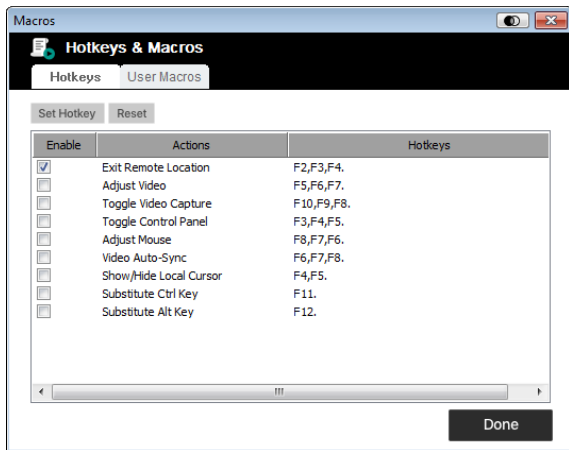 Macros
Hotkeys & Macros
Hotkeys User Macros
Set Hotkey Reset
Enable Actions Hotkeys
Exit Remote Location F2,F3,F4.
Adjust Video F5,F6,F7.
Toggle Video Capture F10,F9,F8.
Toggle Control Panel F3,F4,F5.
Adjust Mouse F8,F7,F6.
Video Auto-Sync F6,F7,F8.
Show/Hide Local Cursor F4,F5.
Substitute Ctrl Key F11.
Substitute Alt Key F12.
Done